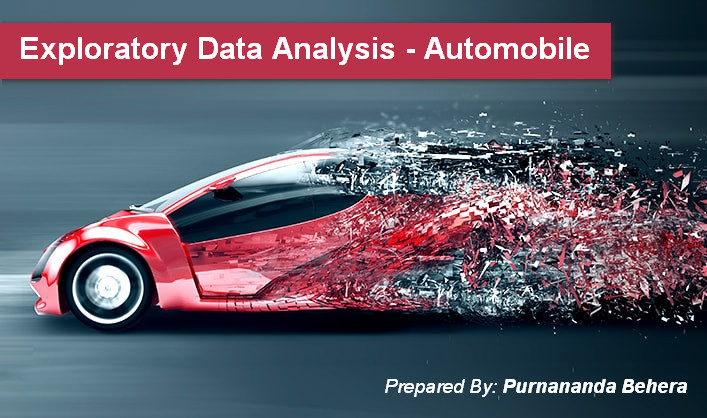 Exploratory Data Analysis - Automobile
Prepared By: Purnananda Behera